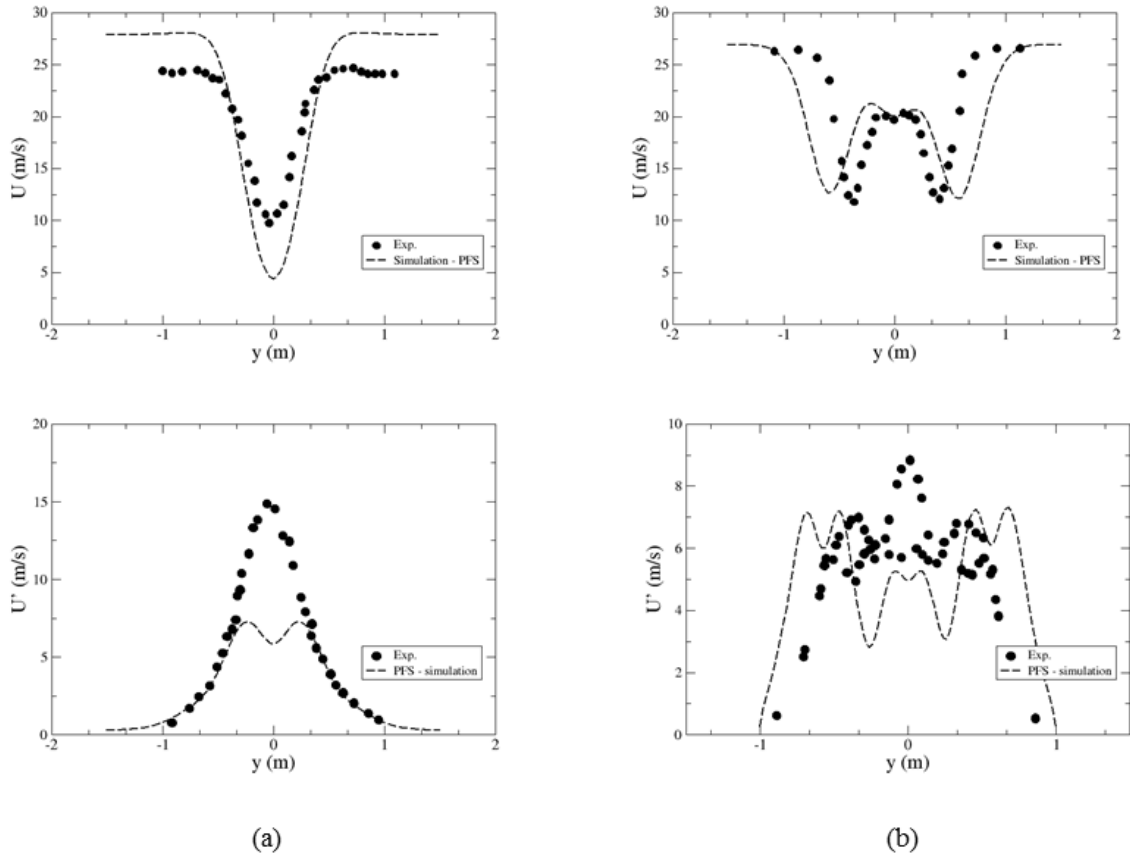 30
25
20
15
10
5
0
U (m/s)
Exp.
Simulation - PFS
-2
-1
0
1
2
y (m)
30
25
20
15
10
5
0
U (m/s)
Exp.
Simulation - PFS
-2
-1
0
1
2
y (m)
20
15
10
5
0
U' (m/s)
Exp.
PFS - simulation
-2
-1
0
1
2
y (m)
10
8
6
4
2
0
U' (m/s)
Exp.
PFS - simulation
-1
0
1
y (m)
(a)
(b)